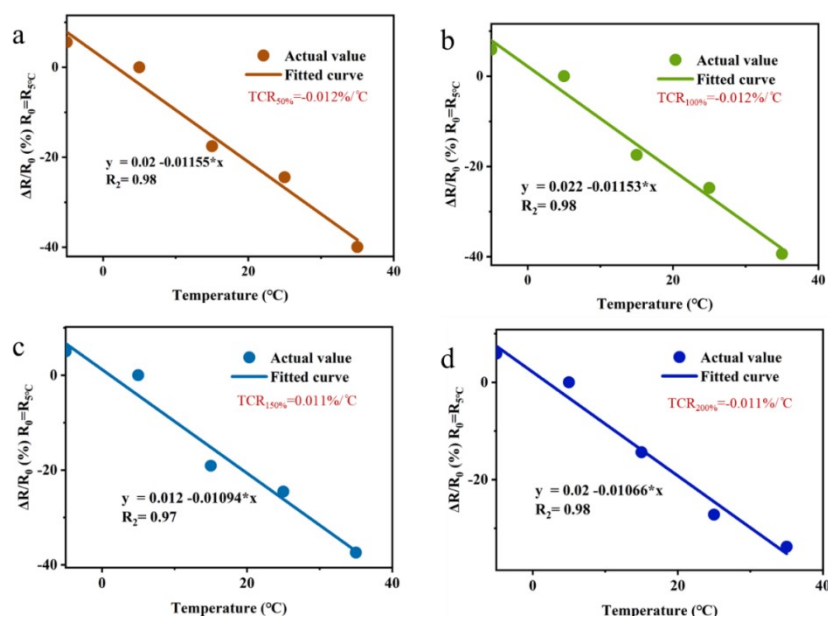 a
ΔR/R₀ (%) R₀=R₅℃
0
-20
-40
Actual value
Fitted curve
TCR₅₀%=-0.012%/℃
y = 0.02 -0.01155*x
R₂= 0.98
0 20 40
Temperature (℃)
b
ΔR/R₀ (%) R₀=R₅℃
0
-20
-40
Actual value
Fitted curve
TCR₁₀₀%=-0.012%/℃
y = 0.022 -0.01153*x
R₂= 0.98
0 20 40
Temperature (℃)
c
ΔR/R₀ (%) R₀=R₅℃
0
-20
-40
Actual value
Fitted curve
TCR₁₅₀%=0.011%/℃
y = 0.012 -0.01094*x
R₂= 0.97
0 20 40
Temperature (℃)
d
ΔR/R₀ (%) R₀=R₅℃
0
-20
Actual value
Fitted curve
TCR₂₀₀%=-0.011%/℃
y = 0.02 -0.01066*x
R₂= 0.98
0 20 40
Temperature (℃)